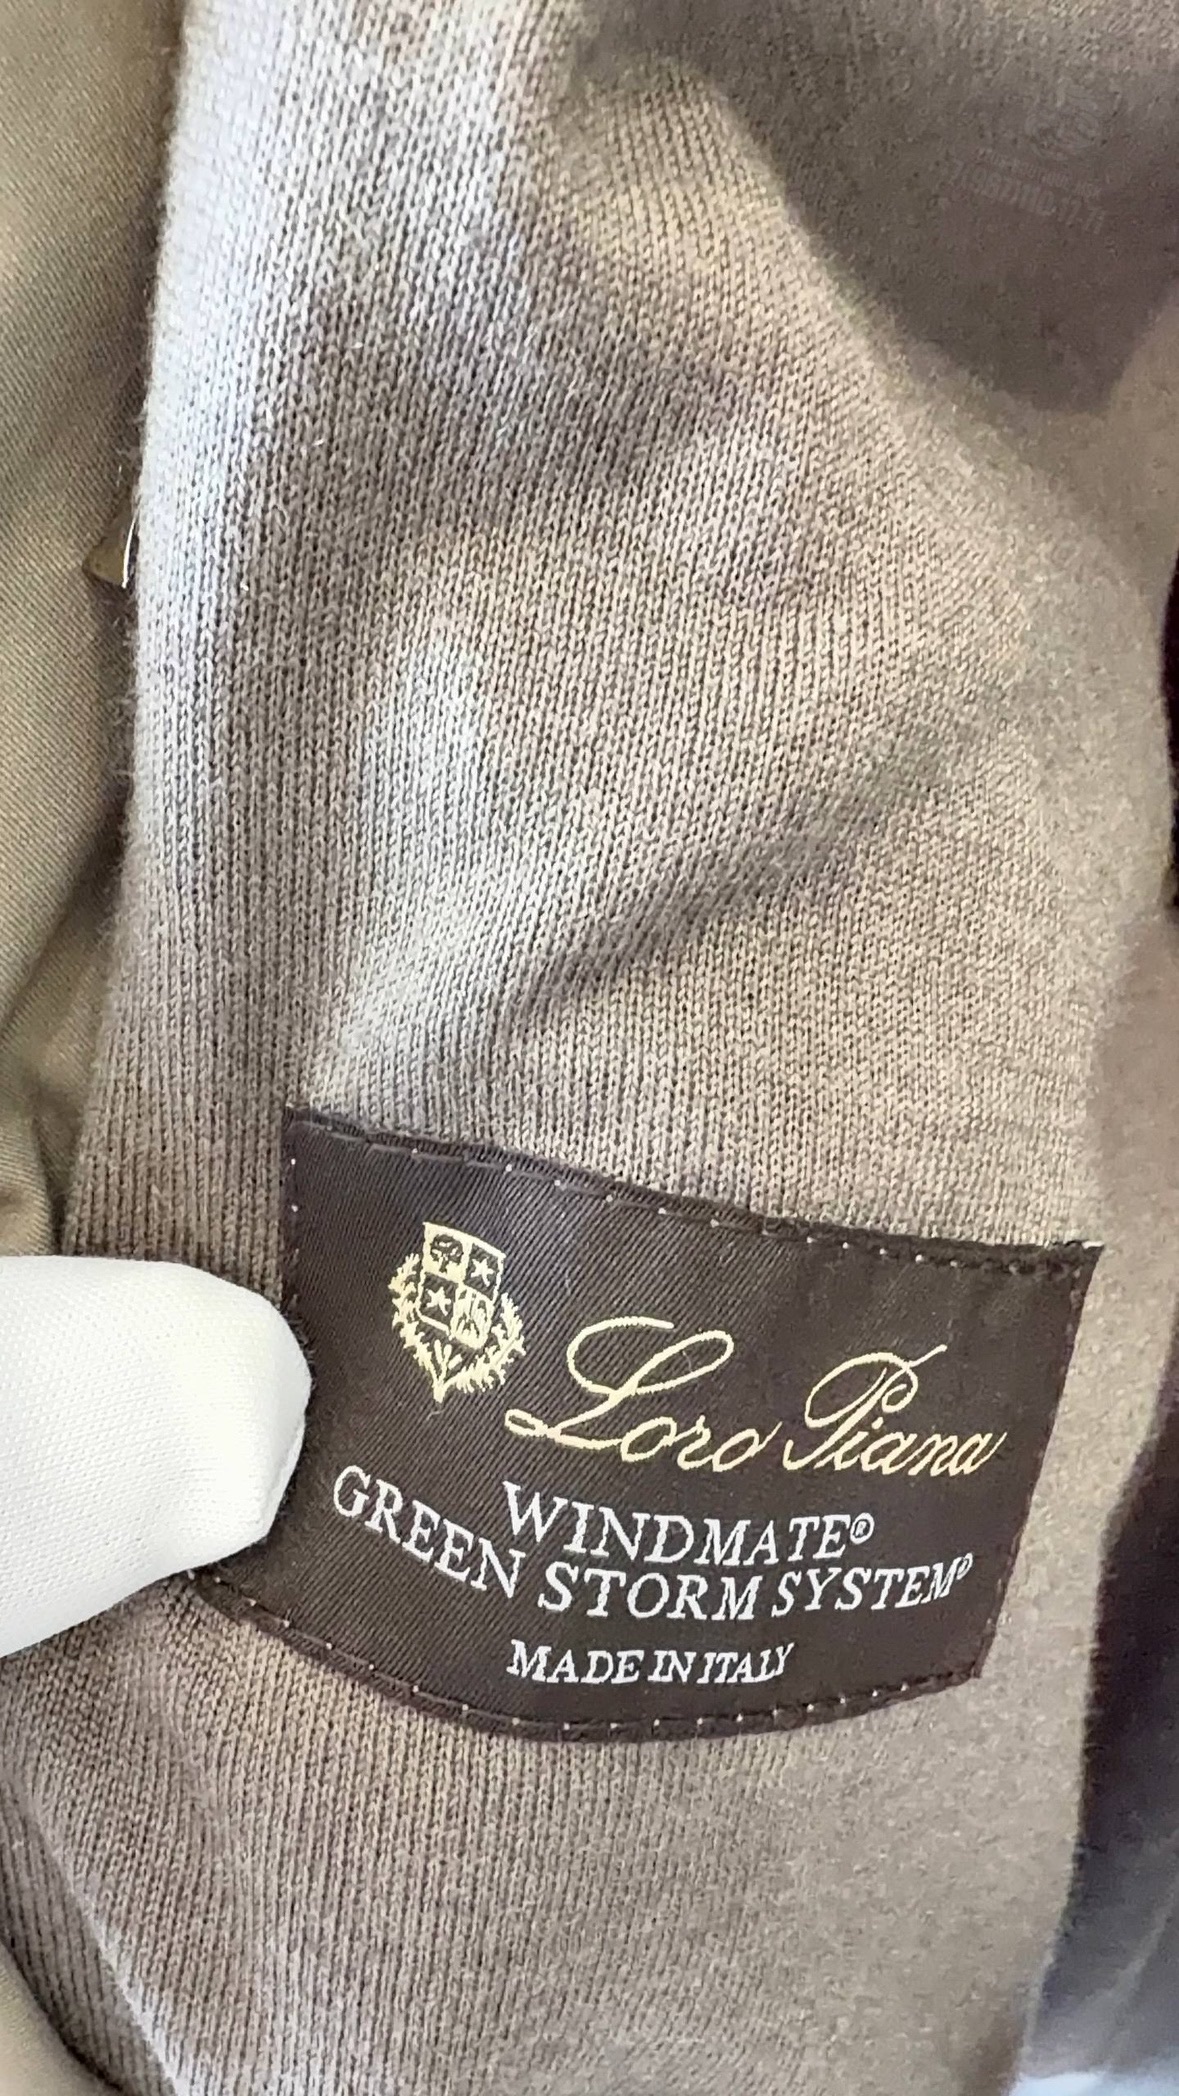 Loro Piana
WINDMATE®
GREEN STORM SYSTEM®
MADE IN ITALY